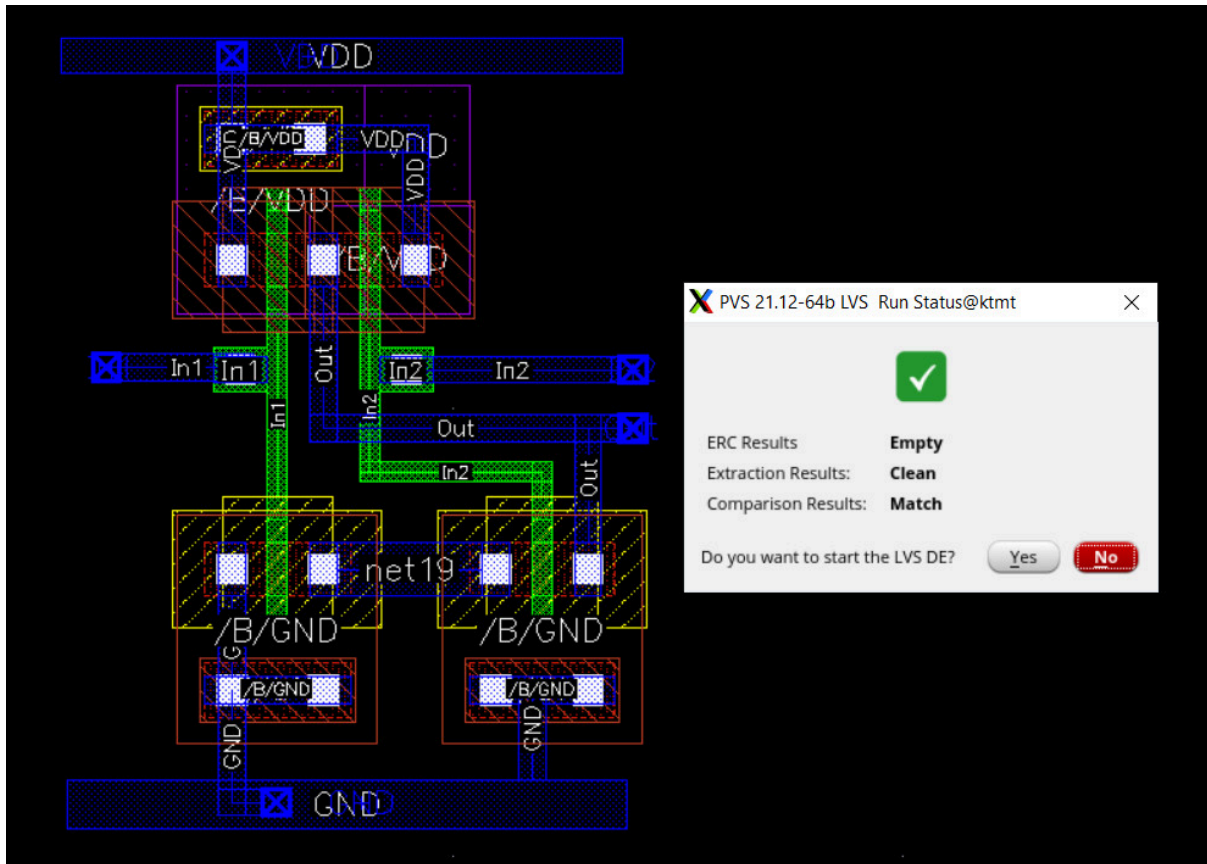 VDD
/B/VDD
VDD
VDD
VDD
/B/VDD
In1
In1
Out
In2
In2
In1
In2
Out
In2
Out
net19
/B/GND
/B/GND
/B/GND
/B/GND
GND
GND
GND
PVS 21.12-64b LVS Run Status@ktmt
ERC Results Empty
Extraction Results: Clean
Comparison Results: Match
Do you want to start the LVS DE? Yes No